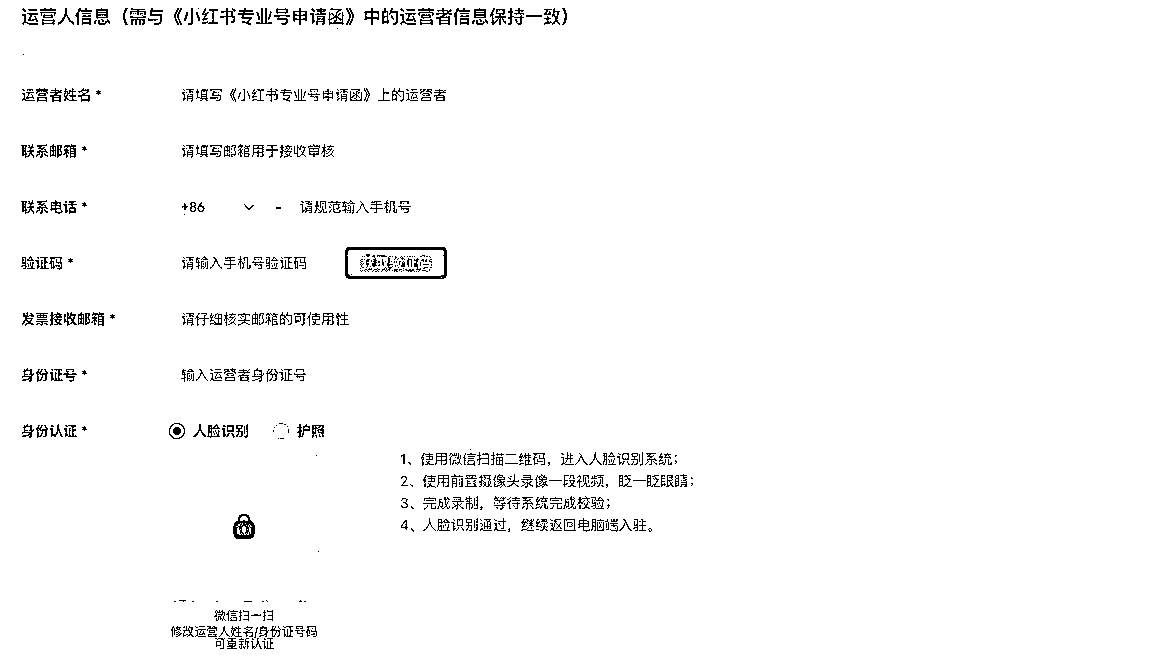 运营人信息（需与《小红书专业号申请函》中的运营者信息保持一致）
运营者姓名 * 请填写《小红书专业号申请函》上的运营者
联系邮箱 * 请填写邮箱用于接收审核
联系电话 * +86 - 请规范输入手机号
验证码 * 请输入手机号验证码 获取验证码
发票接收邮箱 * 请仔细核实邮箱的可使用性
身份证号 * 输入运营者身份证号
身份认证 * 人脸识别 护照
1、使用微信扫描二维码，进入人脸识别系统；
2、使用前置摄像头录像一段视频，眨一眨眼睛；
3、完成录制，等待系统完成校验；
4、人脸识别通过，继续返回电脑端入驻。
微信扫一扫
修改运营人姓名/身份证号码
可重新认证